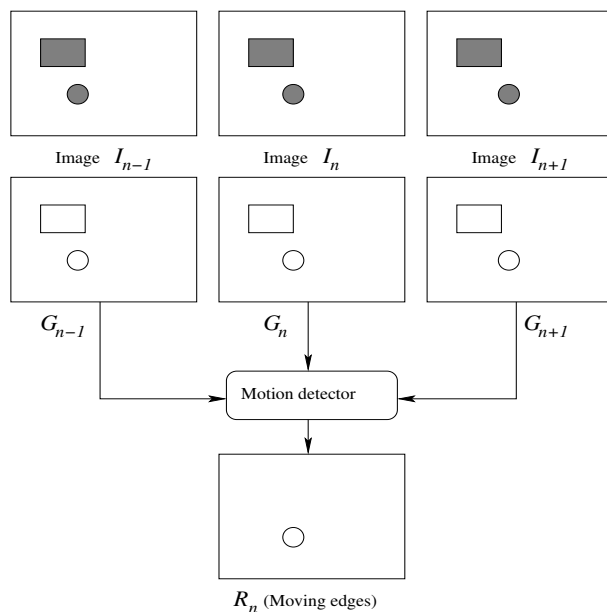 Image I_{n-1}
Image I_n
Image I_{n+1}
G_{n-1}
G_n
G_{n+1}
Motion detector
R_n (Moving edges)